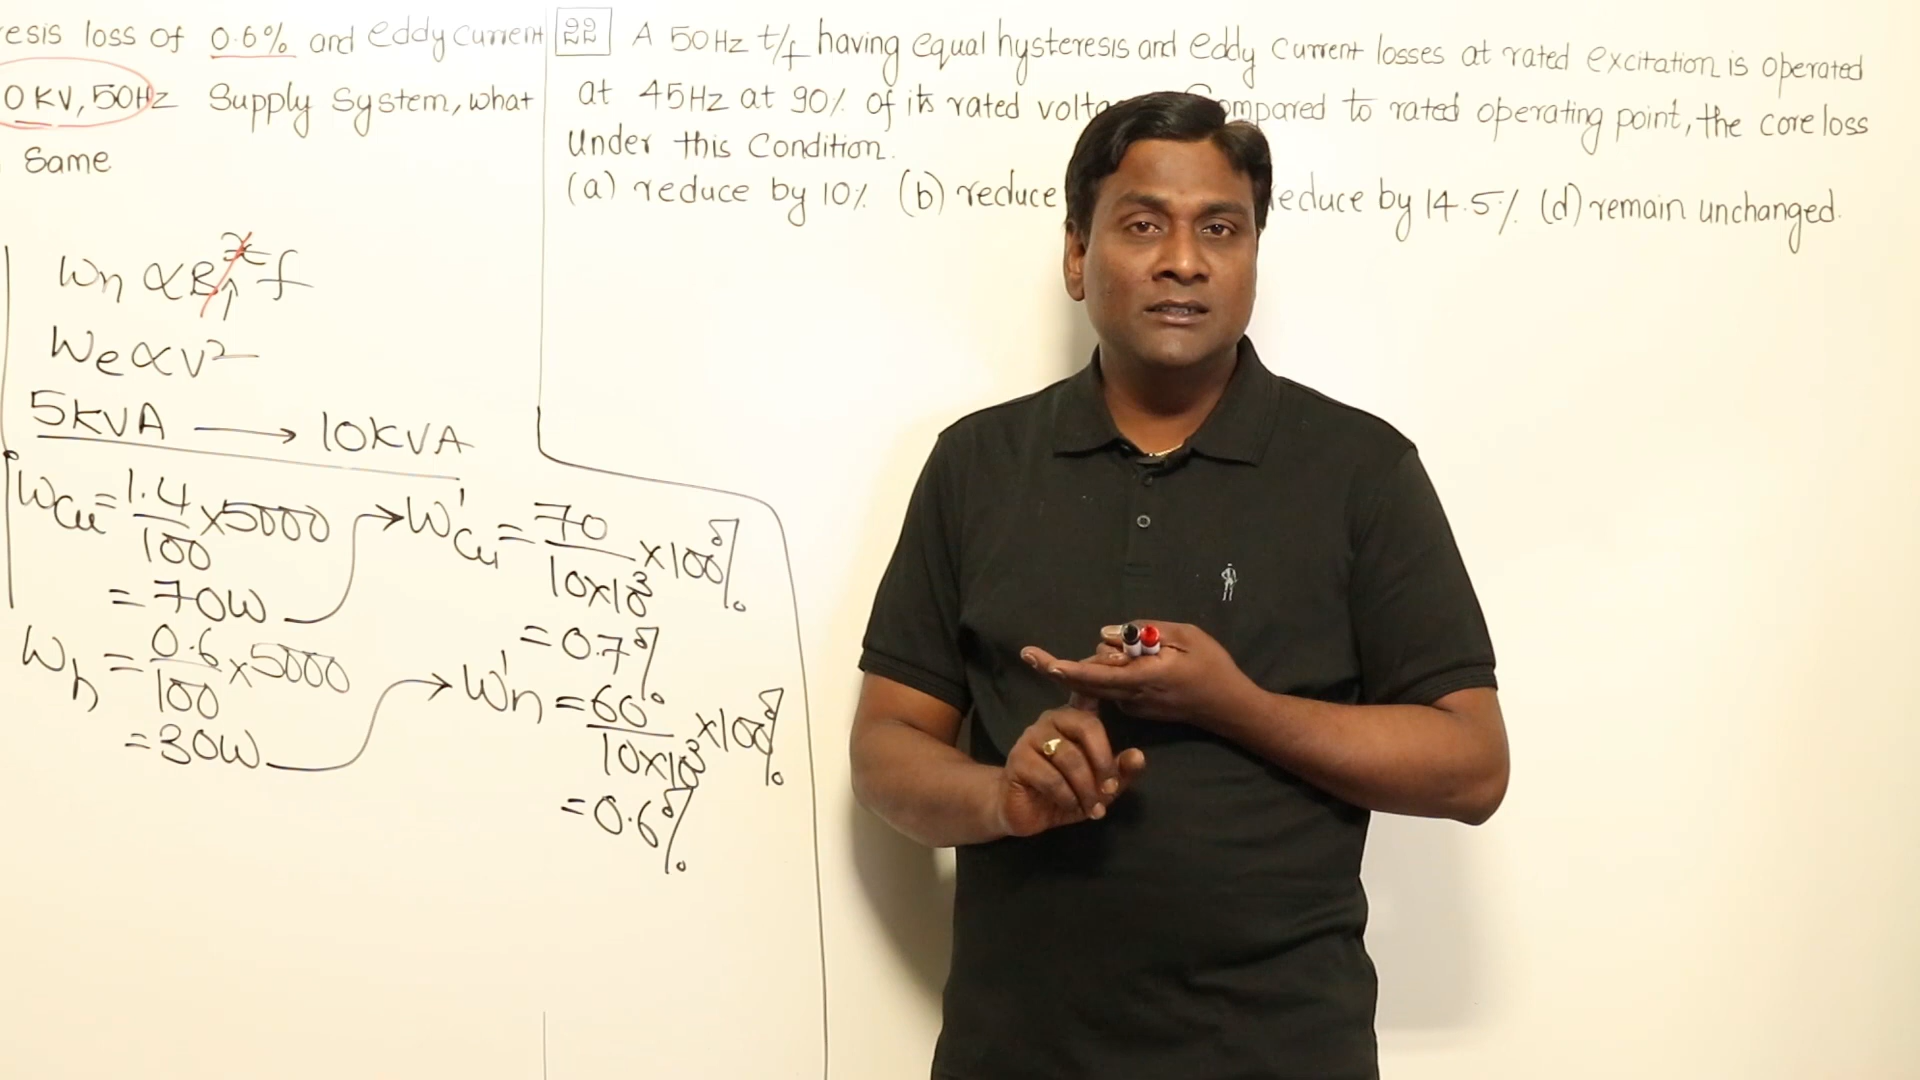 esis loss of 0.6% and eddy current
0 KV, 50Hz Supply System, what
Same
Wη ∝ B^x f
We ∝ V²
5KVA → 10KVA
Wcu = 1.4/100 × 5000
= 70W
W'cu = 70/10×10³ × 100%
= 0.7%
Wh = 0.6/100 × 5000
= 30W
W'η = 60/10×10³ × 100%
= 0.6%
22 A 50Hz t/f having equal hysteresis and eddy current losses at rated excitation is operated
at 45Hz at 90% of its rated volta ompared to rated operating point, the core loss
Under this Condition.
(a) reduce by 10% (b) reduce educe by 14.5% (d) remain unchanged.